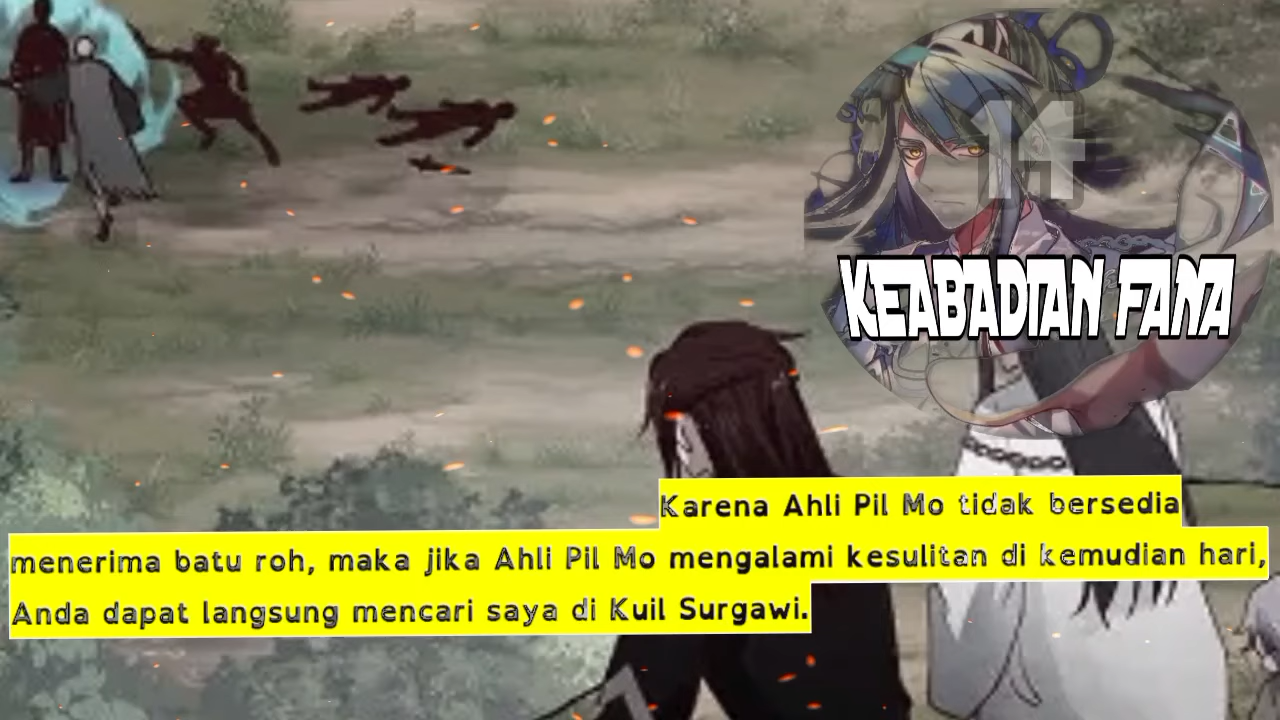 14
KEABADIAN FANA
Karena Ahli Pil Mo tidak bersedia
menerima batu roh, maka jika Ahli Pil Mo mengalami kesulitan di kemudian hari,
Anda dapat langsung mencari saya di Kuil Surgawi.